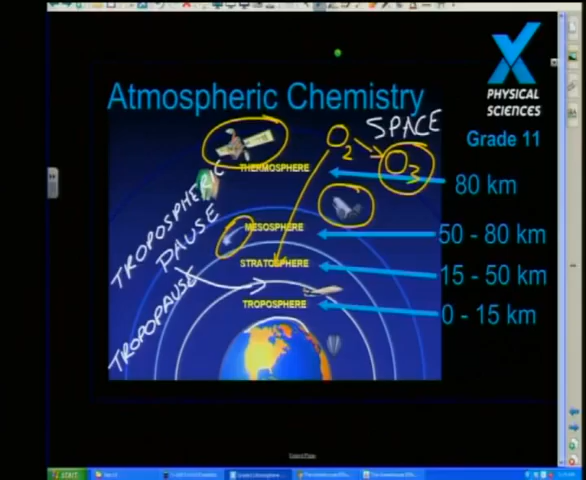 Atmospheric Chemistry
PHYSICAL
SCIENCES
Grade 11
SPACE
O2
O3
THERMOSPHERE
80 km
MESOSPHERE
50 - 80 km
STRATOSPHERE
15 - 50 km
TROPOSPHERE
0 - 15 km
TROPOSPHERIC
PAUSE
TROPOPAUSE
START